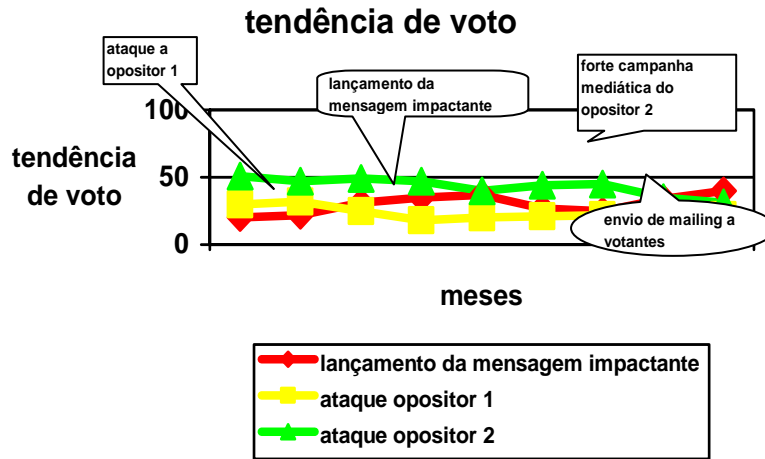 tendência de voto
ataque a
opositor 1
lançamento da
mensagem impactante
forte campanha
mediática do
opositor 2
100
50
0
tendência
de voto
envio de mailing a
votantes
meses
lançamento da mensagem impactante
ataque opositor 1
ataque opositor 2